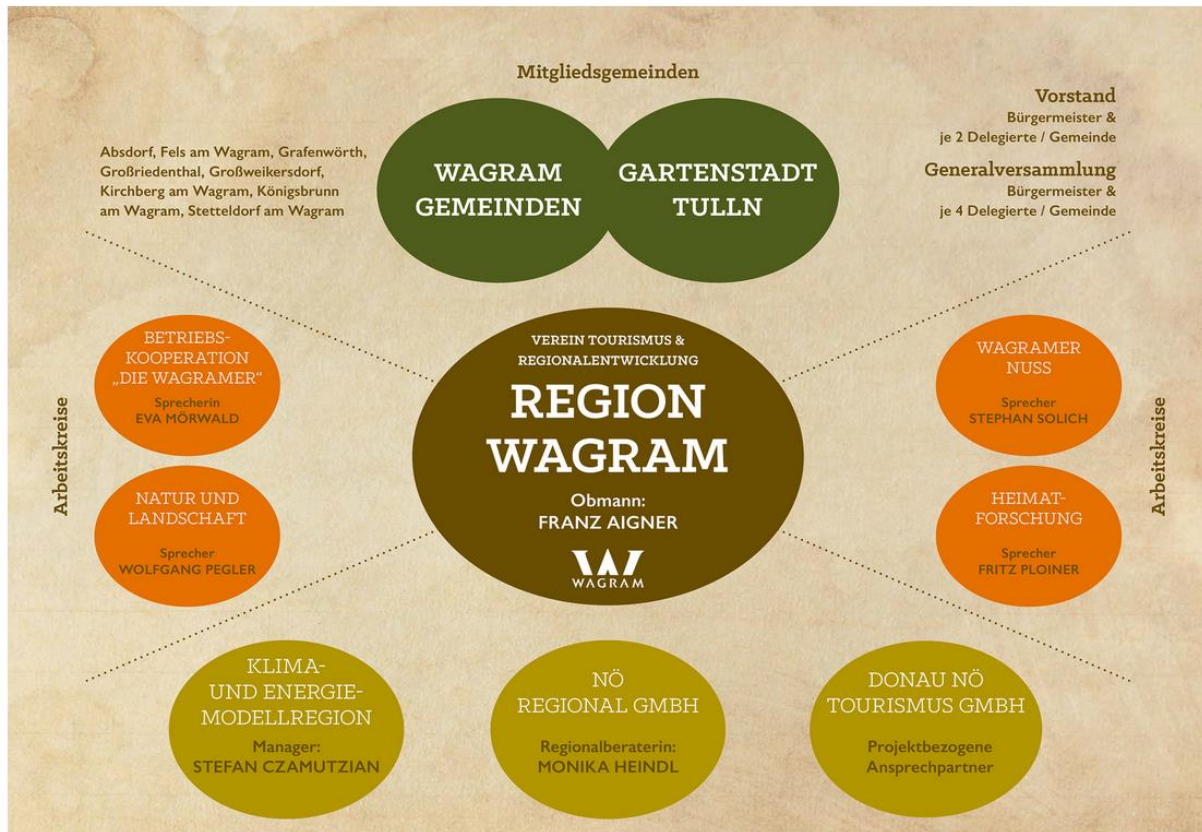 Mitgliedsgemeinden
Absdorf, Fels am Wagram, Grafenwörth,
Großriedenthal, Großweikersdorf,
Kirchberg am Wagram, Königsbrunn
am Wagram, Stetteldorf am Wagram
WAGRAM
GEMEINDEN
GARTENSTADT
TULLN
Vorstand
Bürgermeister &
je 2 Delegierte / Gemeinde
Generalversammlung
Bürgermeister &
je 4 Delegierte / Gemeinde
Arbeitskreise
BETRIEBS-
KOOPERATION
„DIE WAGRAMER“
Sprecherin
EVA MÖRWALD
NATUR UND
LANDSCHAFT
Sprecher
WOLFGANG PEGLER
VEREIN TOURISMUS &
REGIONALENTWICKLUNG
REGION
WAGRAM
Obmann:
FRANZ AIGNER
WAGRAM
WAGRAMER
NUSS
Sprecher
STEPHAN SOLICH
HEIMAT-
FORSCHUNG
Sprecher
FRITZ PLOINER
Arbeitskreise
KLIMA-
UND ENERGIE-
MODELLREGION
Manager:
STEFAN CZAMUTZIAN
NÖ
REGIONAL GMBH
Regionalberaterin:
MONIKA HEINDL
DONAU NÖ
TOURISMUS GMBH
Projektbezogene
Ansprechpartner